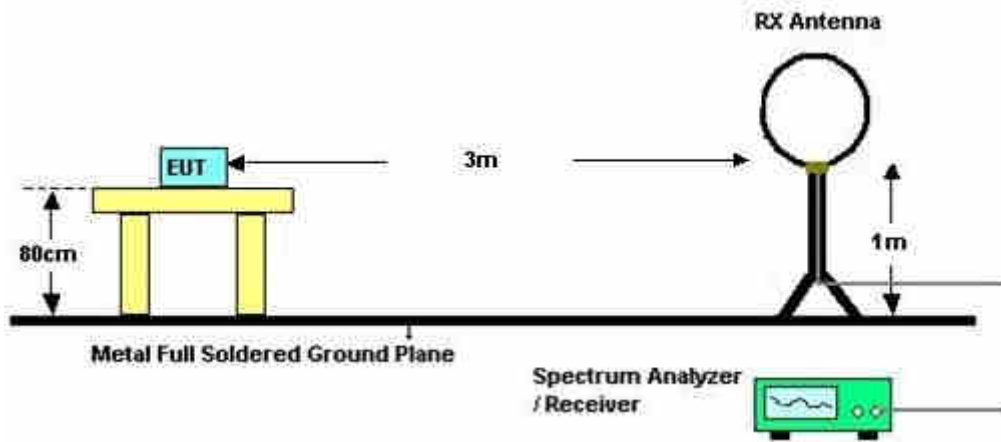 RX Antenna
EUT
3m
80cm
1m
Metal Full Soldered Ground Plane
Spectrum Analyzer
/ Receiver